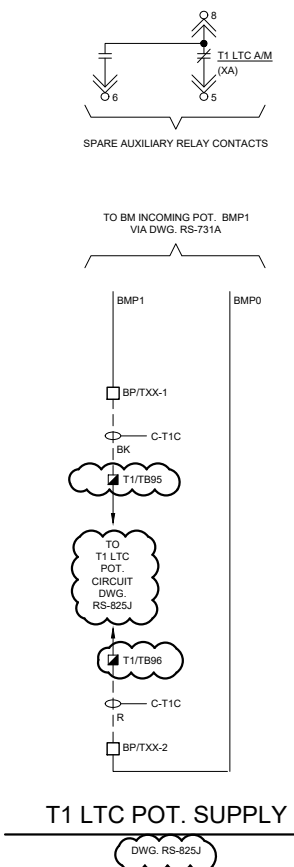 8
T1 LTC A/M
(XA)
6
5
SPARE AUXILIARY RELAY CONTACTS
TO BM INCOMING POT. BMP1
VIA DWG. RS-731A
BMP1
BMP0
BP/TXX-1
C-T1C
BK
T1/TB95
TO
T1 LTC
POT.
CIRCUIT
DWG.
RS-825J
T1/TB96
C-T1C
R
BP/TXX-2
T1 LTC POT. SUPPLY
DWG. RS-825J